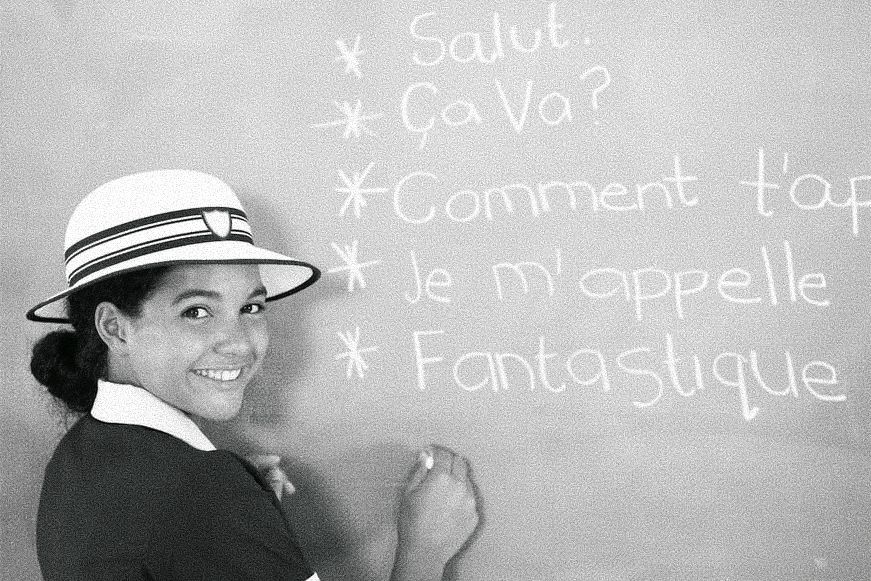 * Salut.
* Ça Va?
* Comment t'ap
* Je m'appelle
* Fantastique